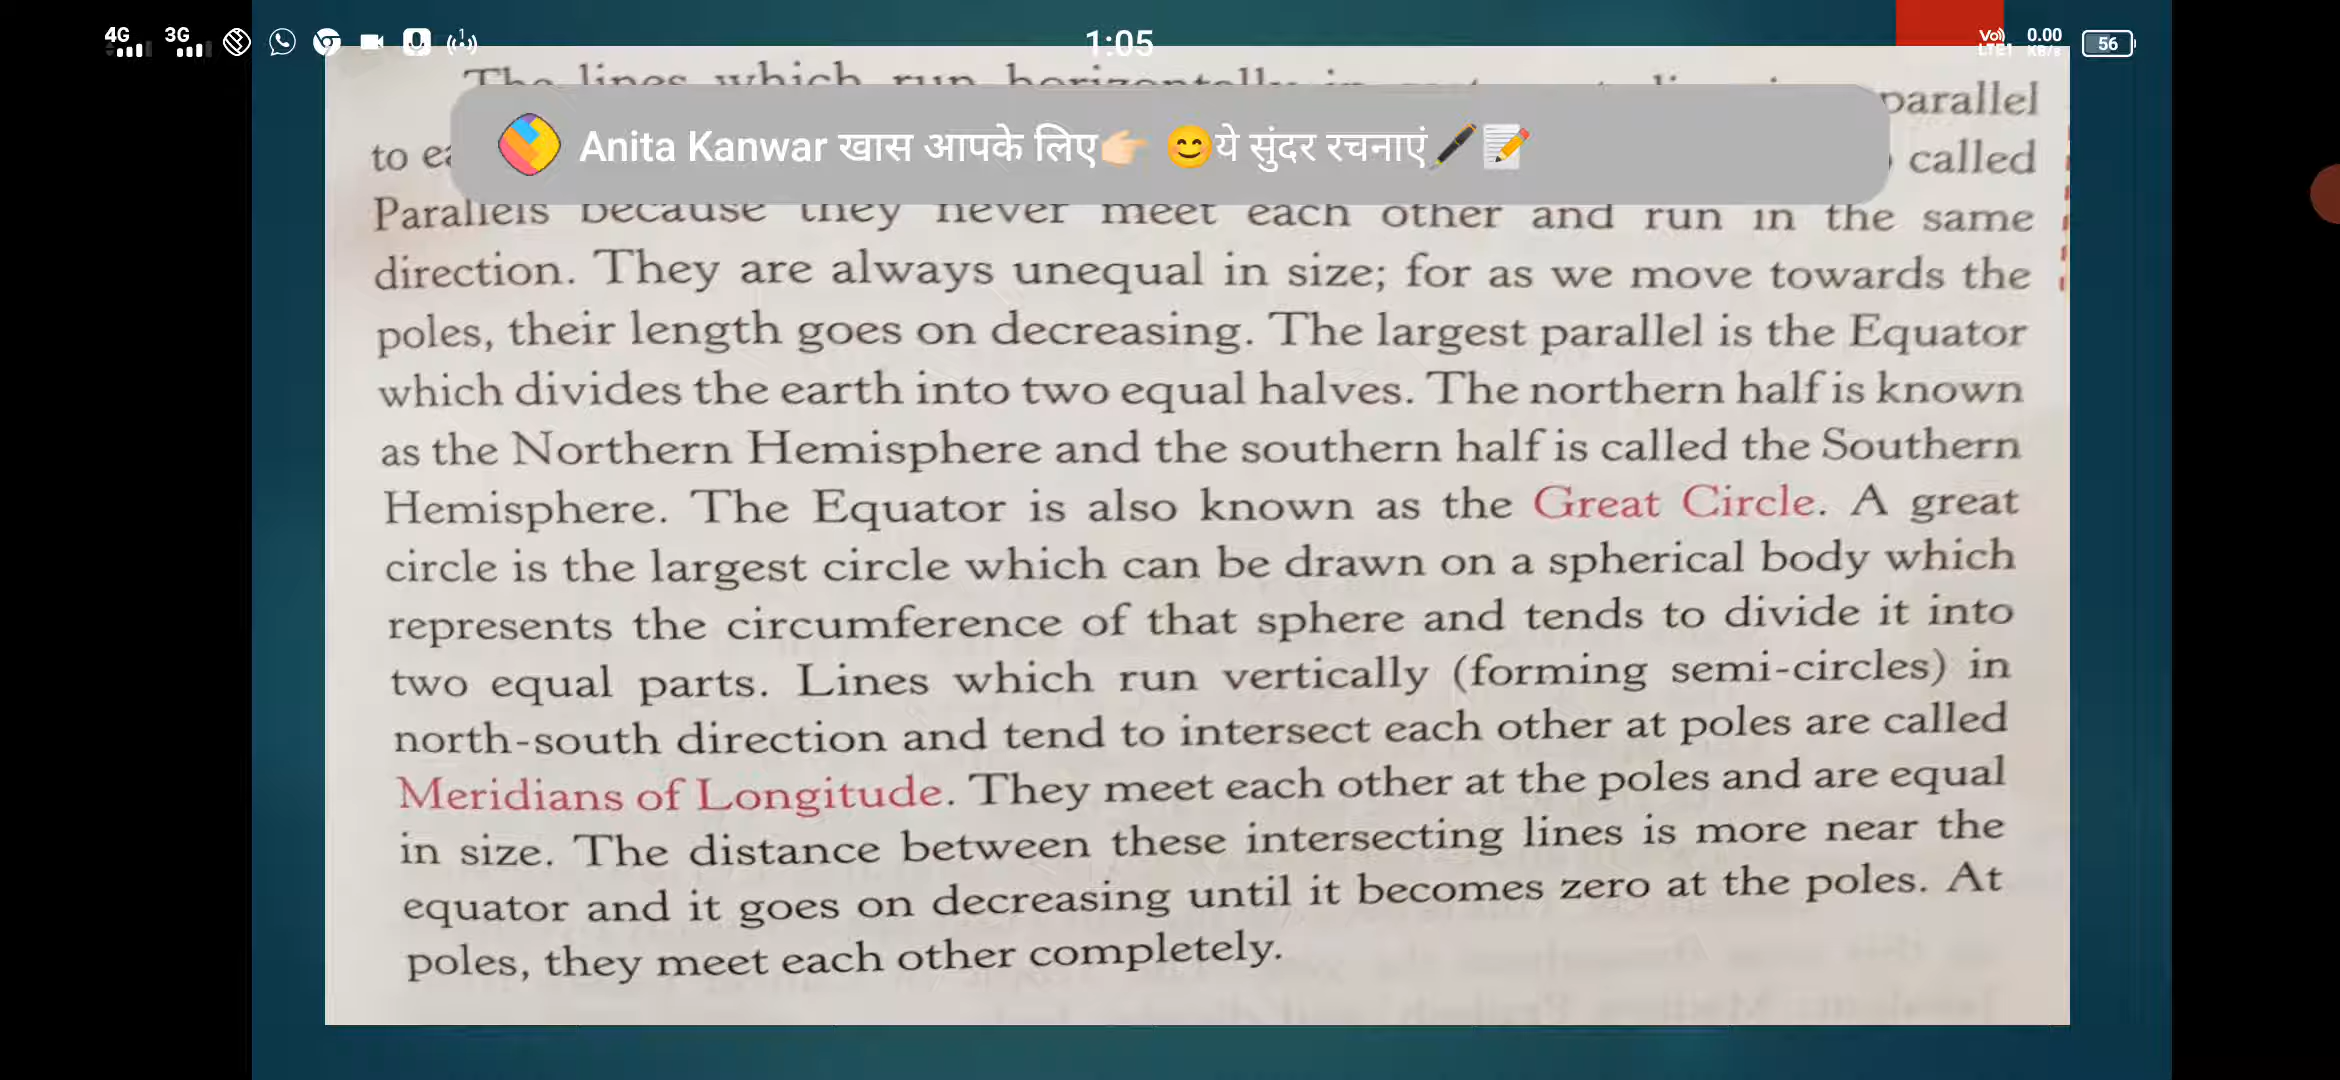 4G 3G 1:05 Vo) LTE1 0.00 KB/s 56
The lines which run horizontally in parallel
Anita Kanwar खास आपके लिए👉🏻 😊ये सुंदर रचनाएं🖊📝
to called
Parallels because they never meet each other and run in the same
direction. They are always unequal in size; for as we move towards the
poles, their length goes on decreasing. The largest parallel is the Equator
which divides the earth into two equal halves. The northern half is known
as the Northern Hemisphere and the southern half is called the Southern
Hemisphere. The Equator is also known as the Great Circle. A great
circle is the largest circle which can be drawn on a spherical body which
represents the circumference of that sphere and tends to divide it into
two equal parts. Lines which run vertically (forming semi-circles) in
north-south direction and tend to intersect each other at poles are called
Meridians of Longitude. They meet each other at the poles and are equal
in size. The distance between these intersecting lines is more near the
equator and it goes on decreasing until it becomes zero at the poles. At
poles, they meet each other completely.